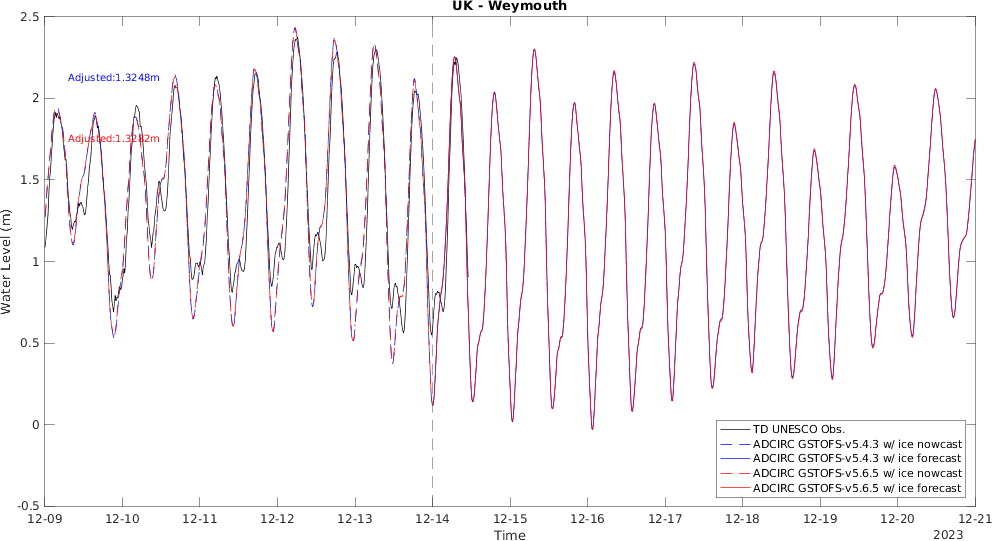 UK - Weymouth
2.5
2
1.5
1
0.5
0
-0.5
Water Level (m)
Adjusted:1.3248m
Adjusted:1.3282m
TD UNESCO Obs.
ADCIRC GSTOFS-v5.4.3 w/ ice nowcast
ADCIRC GSTOFS-v5.4.3 w/ ice forecast
ADCIRC GSTOFS-v5.6.5 w/ ice nowcast
ADCIRC GSTOFS-v5.6.5 w/ ice forecast
12-09 12-10 12-11 12-12 12-13 12-14 12-15 12-16 12-17 12-18 12-19 12-20 12-21
Time
2023